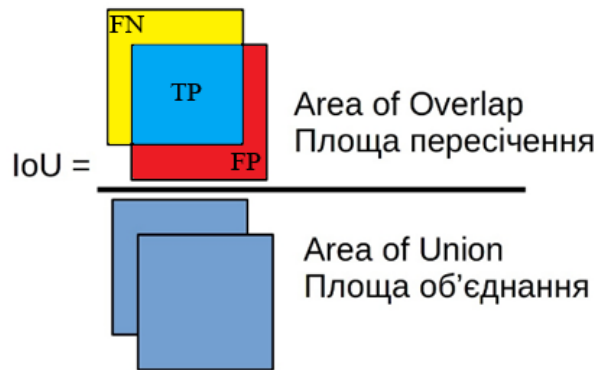 FN
TP
FP
IoU =
Area of Overlap
Площа пересічення
Area of Union
Площа об’єднання